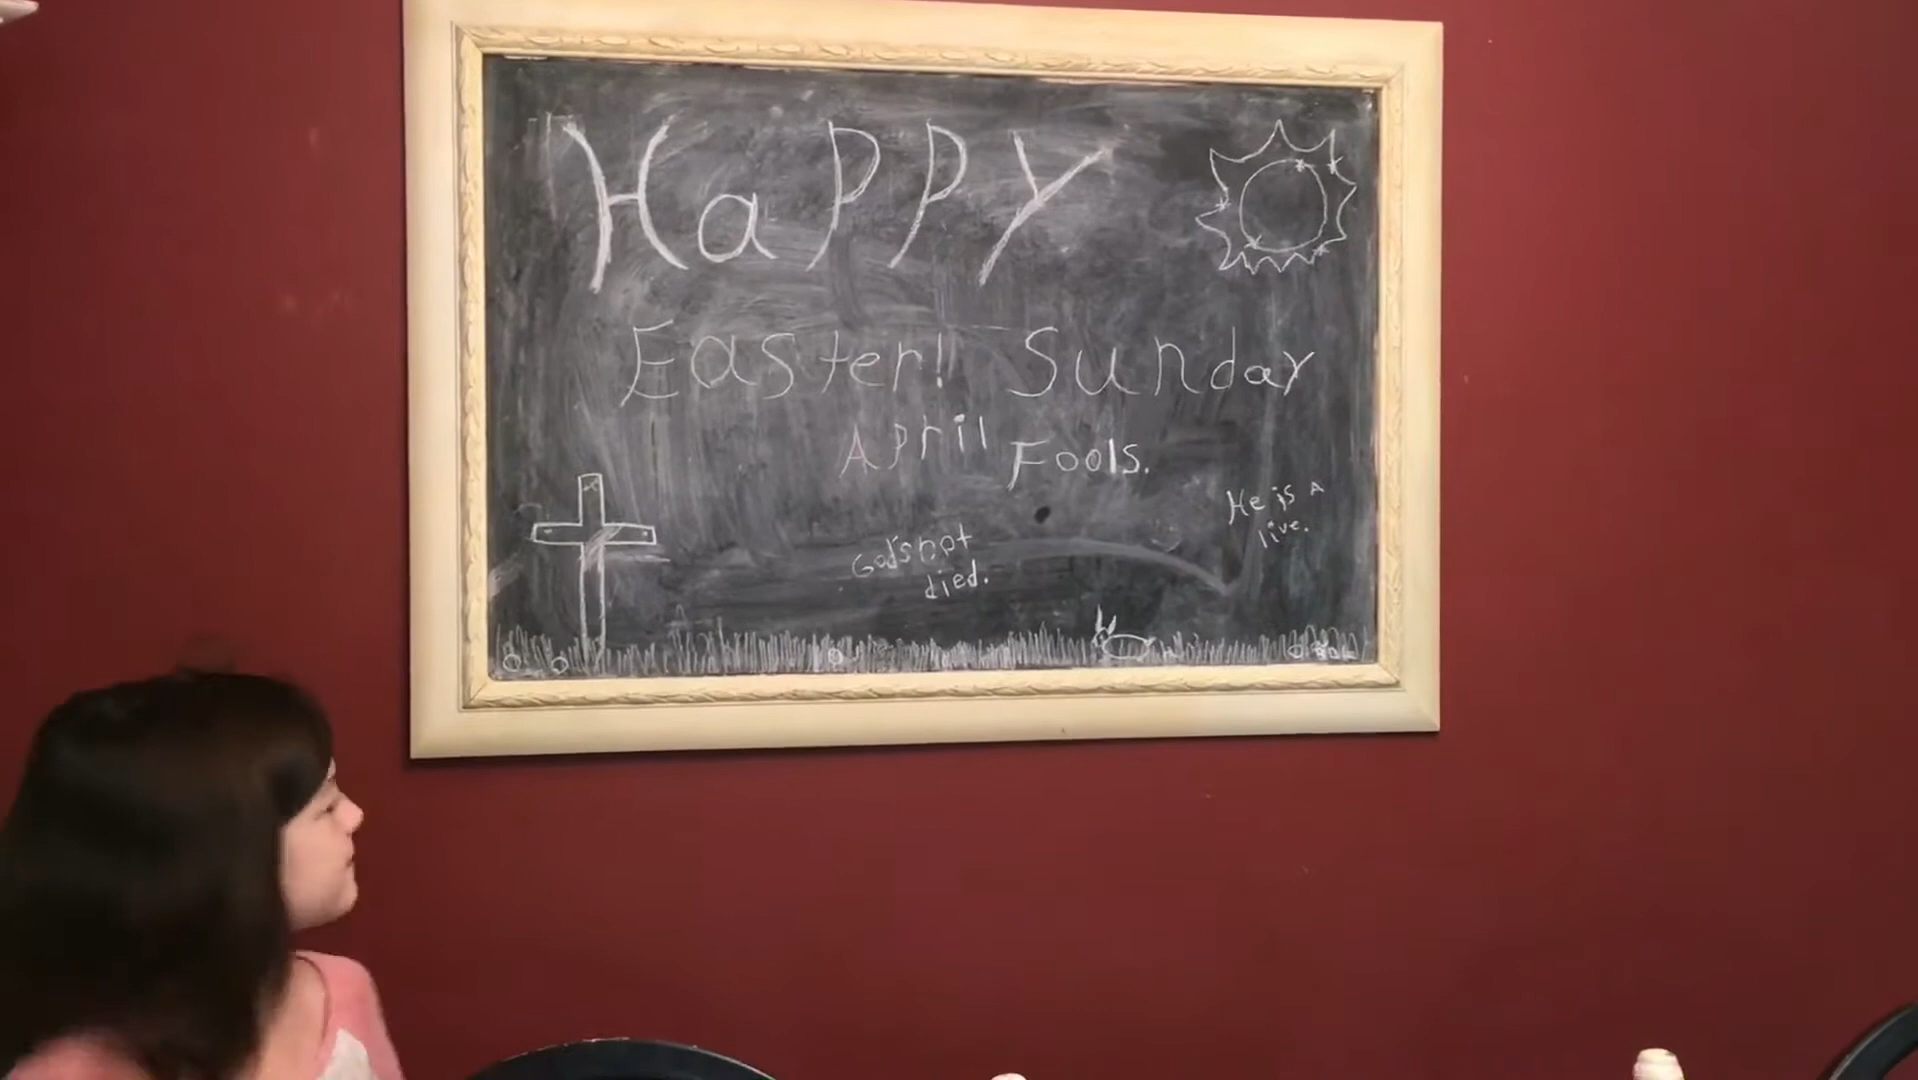 HaPPY
Easter! Sunday
April Fools.
He is A
live.
God's not
died.